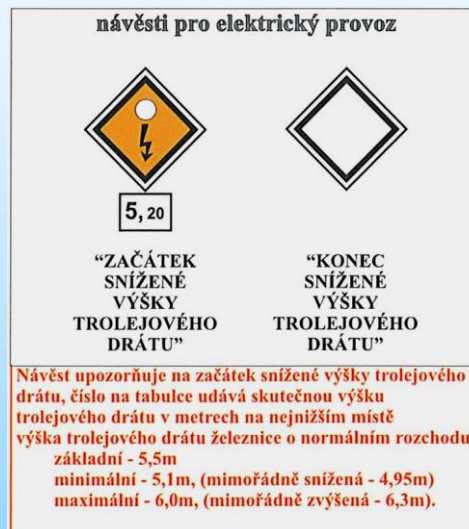 návěsti pro elektrický provoz
5, 20
"ZAČÁTEK
SNÍŽENÉ
VÝŠKY
TROLEJOVÉHO
DRÁTU"
"KONEC
SNÍŽENÉ
VÝŠKY
TROLEJOVÉHO
DRÁTU"
Návěst upozorňuje na začátek snížené výšky trolejového
drátu, číslo na tabulce udává skutečnou výšku
trolejového drátu v metrech na nejnižším místě
výška trolejového drátu železnice o normálním rozchodu
základní - 5,5m
minimální - 5,1m, (mimořádně snížená - 4,95m)
maximální - 6,0m, (mimořádně zvýšená - 6,3m).